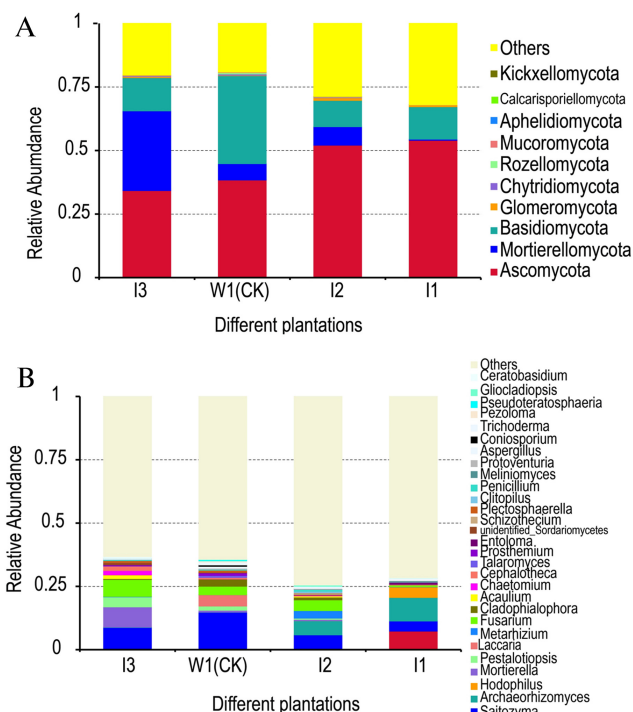 A
1
0.75
0.5
0.25
0
Relative Abumdance
I3
W1(CK)
I2
I1
Different plantations
Others
Kickxellomycota
Calcarisporiellomycota
Aphelidiomycota
Mucoromycota
Rozellomycota
Chytridiomycota
Glomeromycota
Basidiomycota
Mortierellomycota
Ascomycota
B
1
0.75
0.5
0.25
0
Relative Abundance
I3
W1(CK)
I2
I1
Different plantations
Others
Ceratobasidium
Gliocladiopsis
Pseudoteratosphaeria
Pezoloma
Trichoderma
Coniosporium
Aspergillus
Protoventuria
Meliniomyces
Penicillium
Clitopilus
Plectosphaerella
Schizothecium
unidentified_Sordariomycetes
Entoloma
Prosthemium
Talaromyces
Cephalotheca
Chaetomium
Acaulium
Cladophialophora
Fusarium
Metarhizium
Laccaria
Pestalotiopsis
Mortierella
Hodophilus
Archaeorhizomyces
Saitozyma